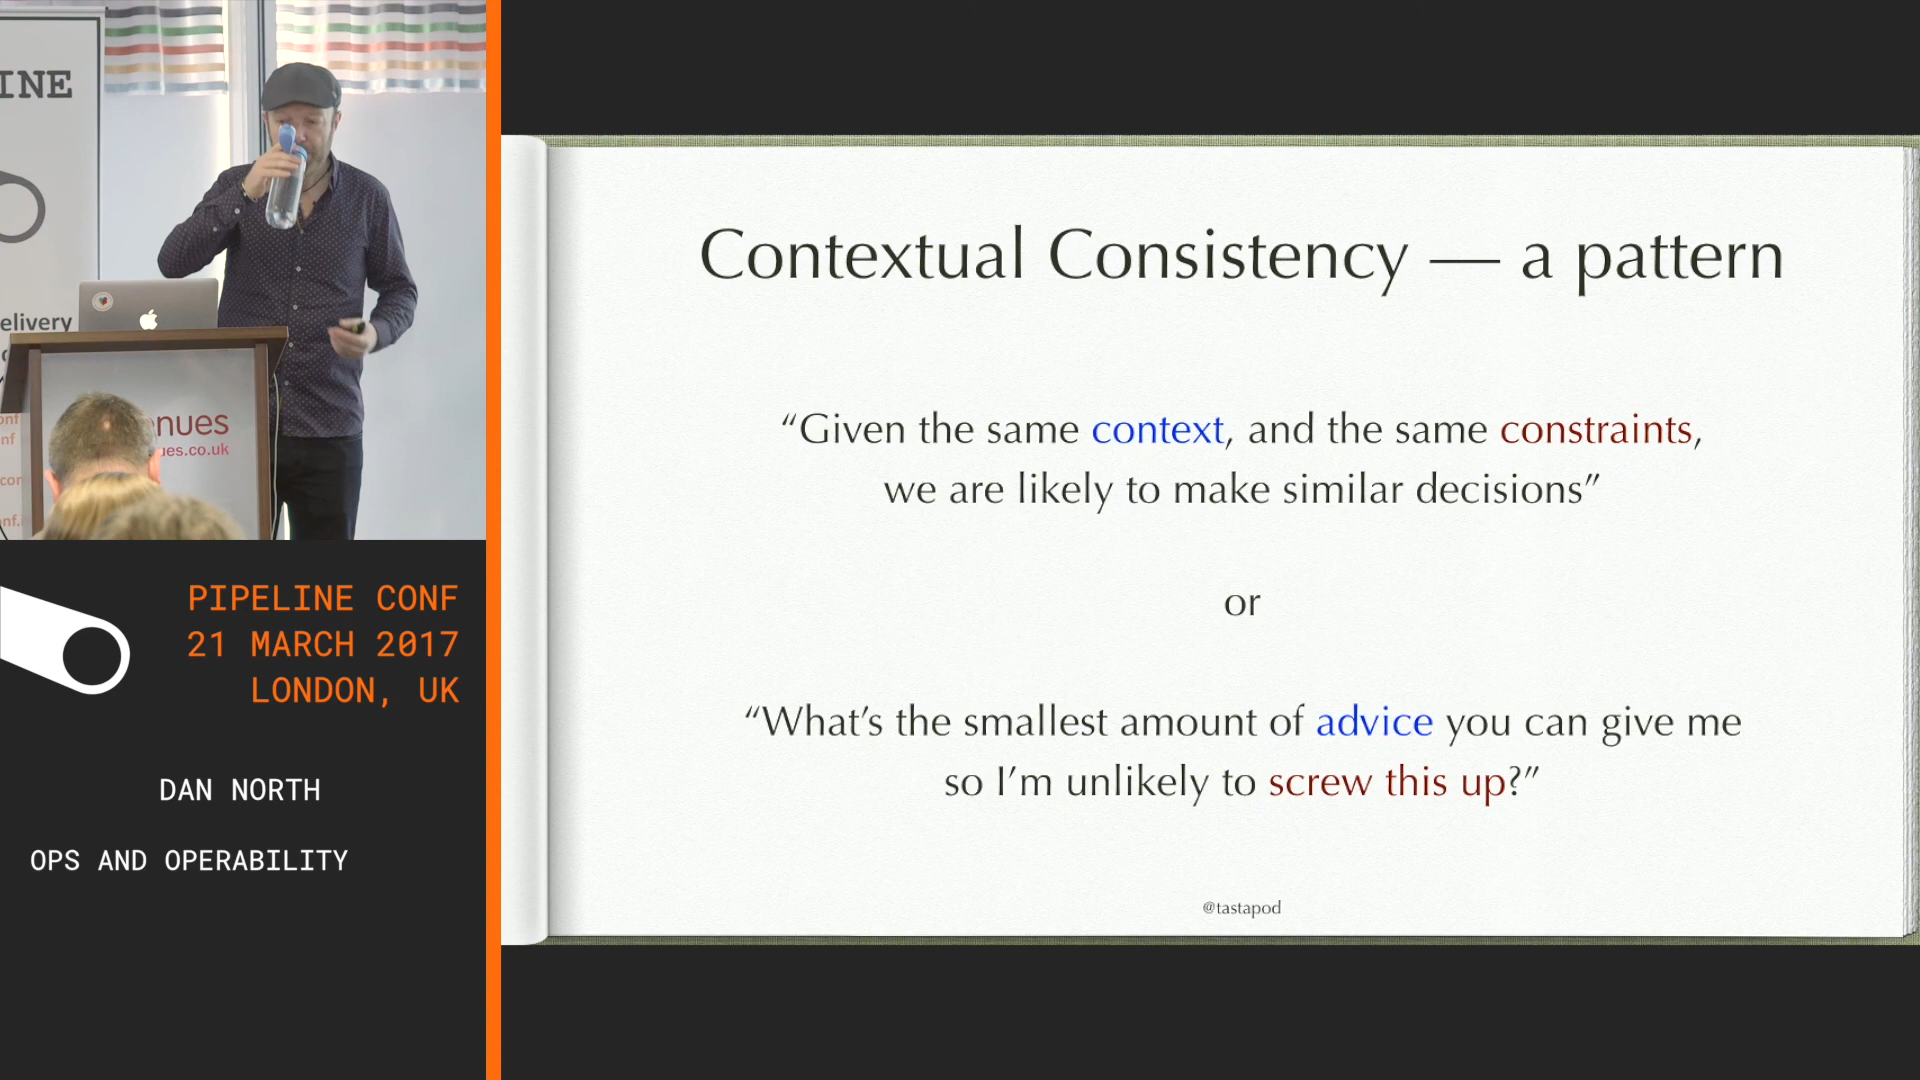 INE
elivery
enues
ues.co.uk
PIPELINE CONF
21 MARCH 2017
LONDON, UK
DAN NORTH
OPS AND OPERABILITY
Contextual Consistency — a pattern
“Given the same context, and the same constraints,
we are likely to make similar decisions”
or
“What’s the smallest amount of advice you can give me
so I’m unlikely to screw this up?”
@tastapod